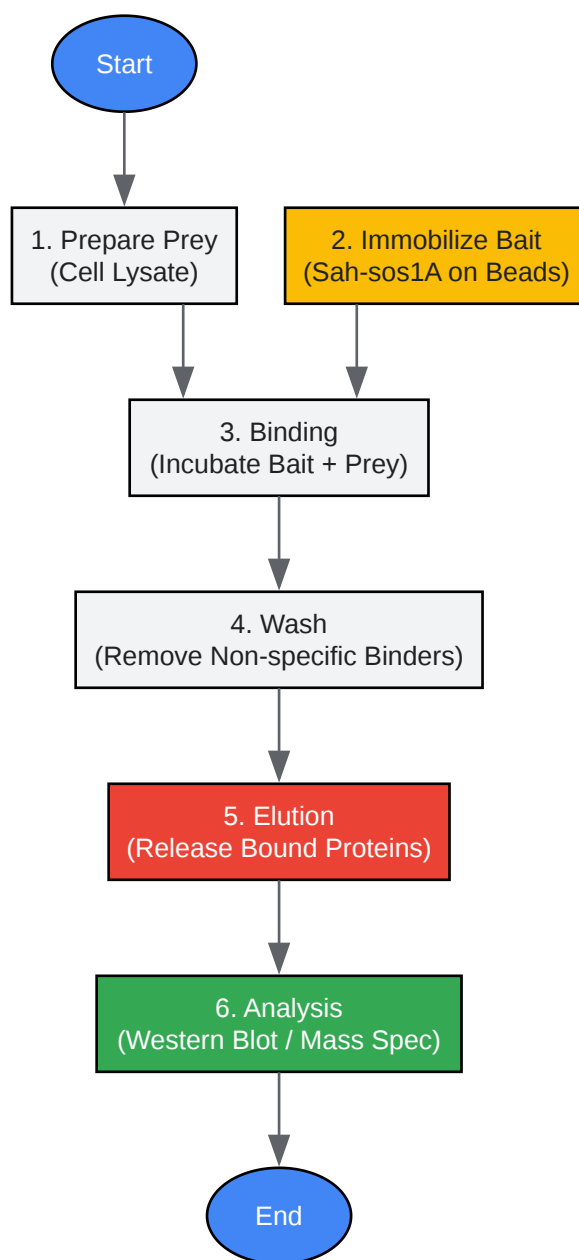 Start
1. Prepare Prey
(Cell Lysate)
2. Immobilize Bait
(Sah-sos1A on Beads)
3. Binding
(Incubate Bait + Prey)
4. Wash
(Remove Non-specific Binders)
5. Elution
(Release Bound Proteins)
6. Analysis
(Western Blot / Mass Spec)
End